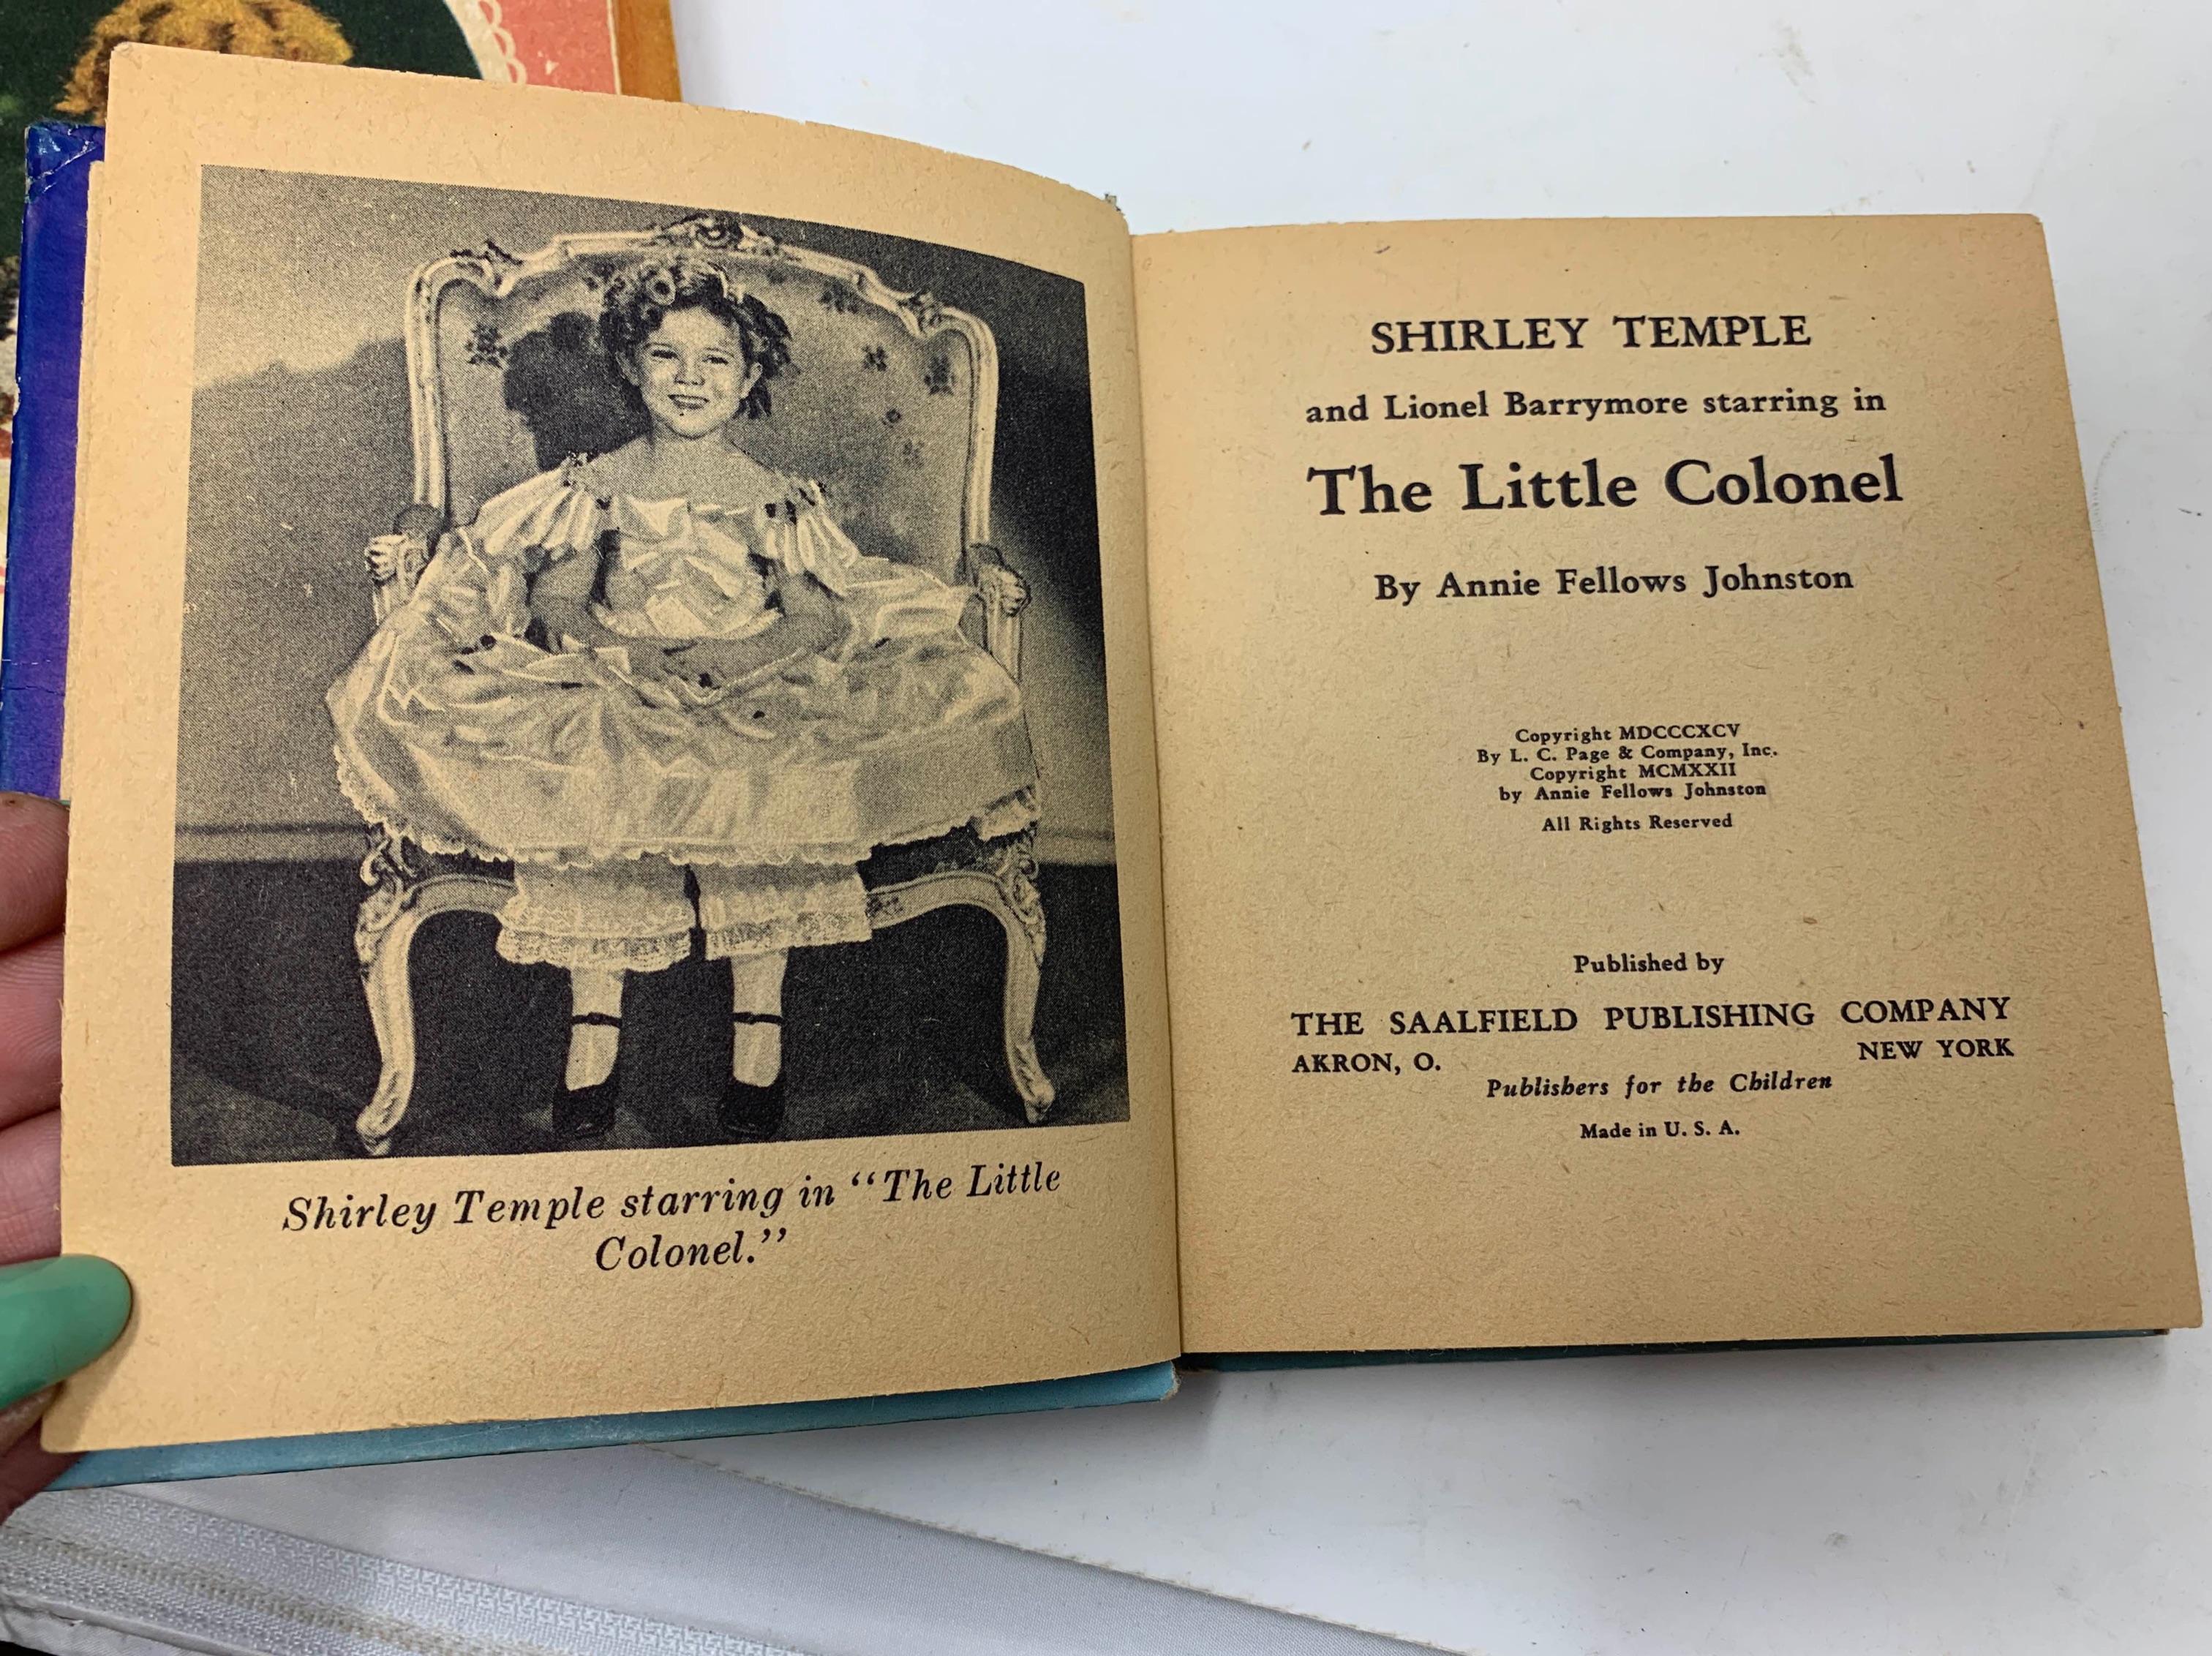 Shirley Temple starring in “The Little
Colonel.”
SHIRLEY TEMPLE
and Lionel Barrymore starring in
The Little Colonel
By Annie Fellows Johnston
Copyright MDCCCXCV
By L. C. Page & Company, Inc.
Copyright MCMXXII
by Annie Fellows Johnston
All Rights Reserved
Published by
THE SAALFIELD PUBLISHING COMPANY
AKRON, O. NEW YORK
Publishers for the Children
Made in U. S. A.